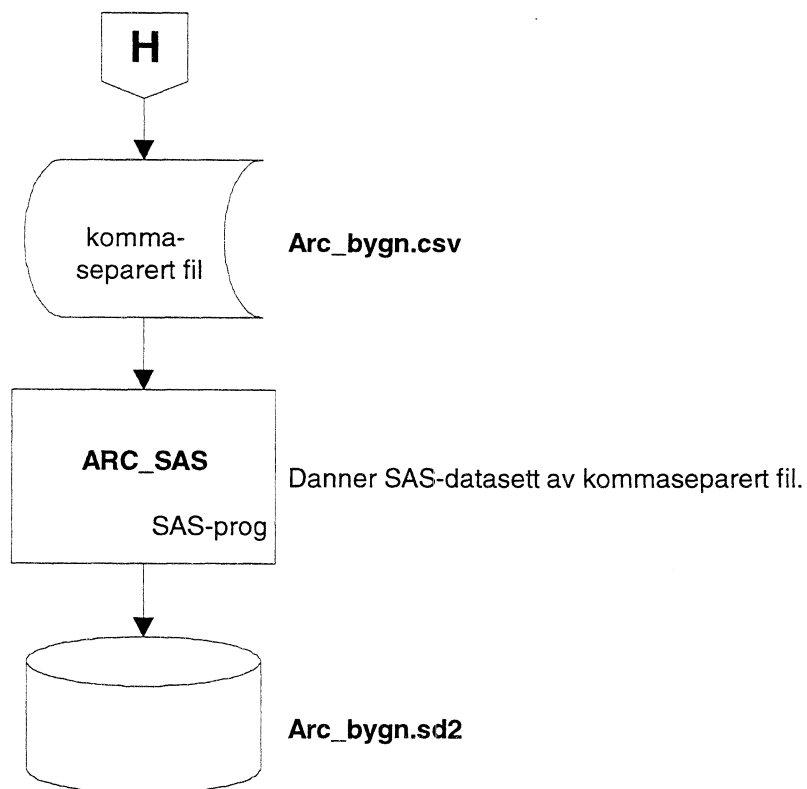 H
komma-
separert fil
Arc_bygn.csv
ARC_SAS
SAS-prog
Danner SAS-datasett av kommaseparert fil.
Arc_bygn.sd2